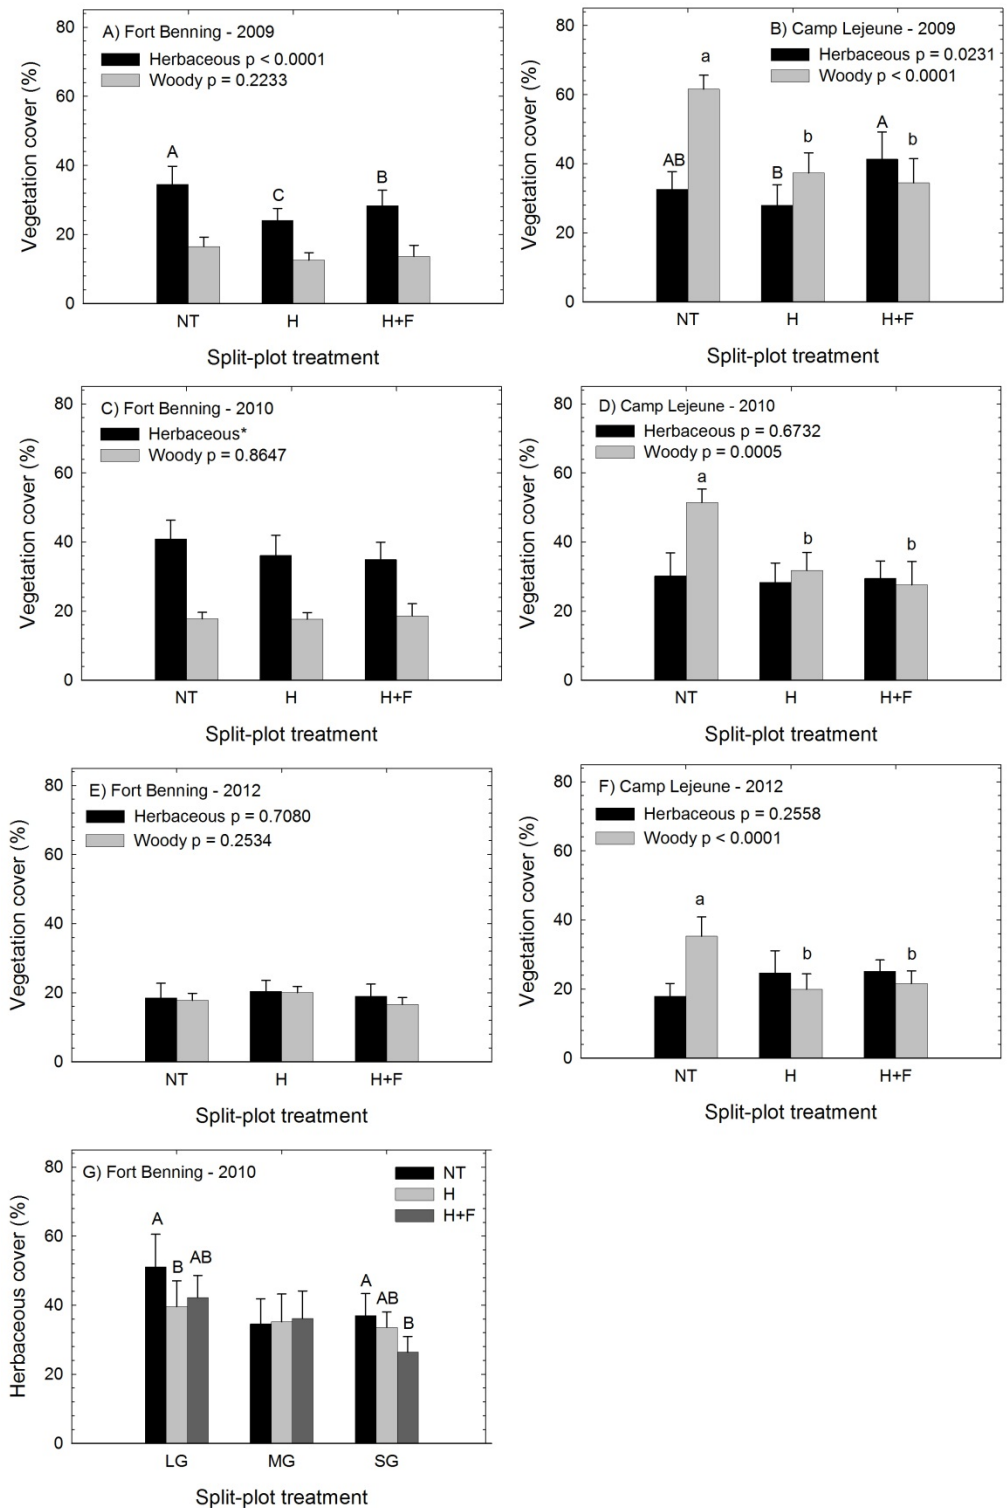 A) Fort Benning - 2009
Herbaceous p < 0.0001
Woody p = 0.2233
Vegetation cover (%)
80
60
40
20
0
A
C
B
NT H H+F
Split-plot treatment
B) Camp Lejeune - 2009
Herbaceous p = 0.0231
Woody p < 0.0001
Vegetation cover (%)
80
60
40
20
0
AB
a
B
b
A
b
NT H H+F
Split-plot treatment
C) Fort Benning - 2010
Herbaceous*
Woody p = 0.8647
Vegetation cover (%)
80
60
40
20
0
NT H H+F
Split-plot treatment
D) Camp Lejeune - 2010
Herbaceous p = 0.6732
Woody p = 0.0005
Vegetation cover (%)
80
60
40
20
0
a
b
b
NT H H+F
Split-plot treatment
E) Fort Benning - 2012
Herbaceous p = 0.7080
Woody p = 0.2534
Vegetation cover (%)
80
60
40
20
0
NT H H+F
Split-plot treatment
F) Camp Lejeune - 2012
Herbaceous p = 0.2558
Woody p < 0.0001
Vegetation cover (%)
80
60
40
20
0
a
b
b
NT H H+F
Split-plot treatment
G) Fort Benning - 2010
NT
H
H+F
Herbaceous cover (%)
80
60
40
20
0
A
B
AB
A
AB
B
LG MG SG
Split-plot treatment